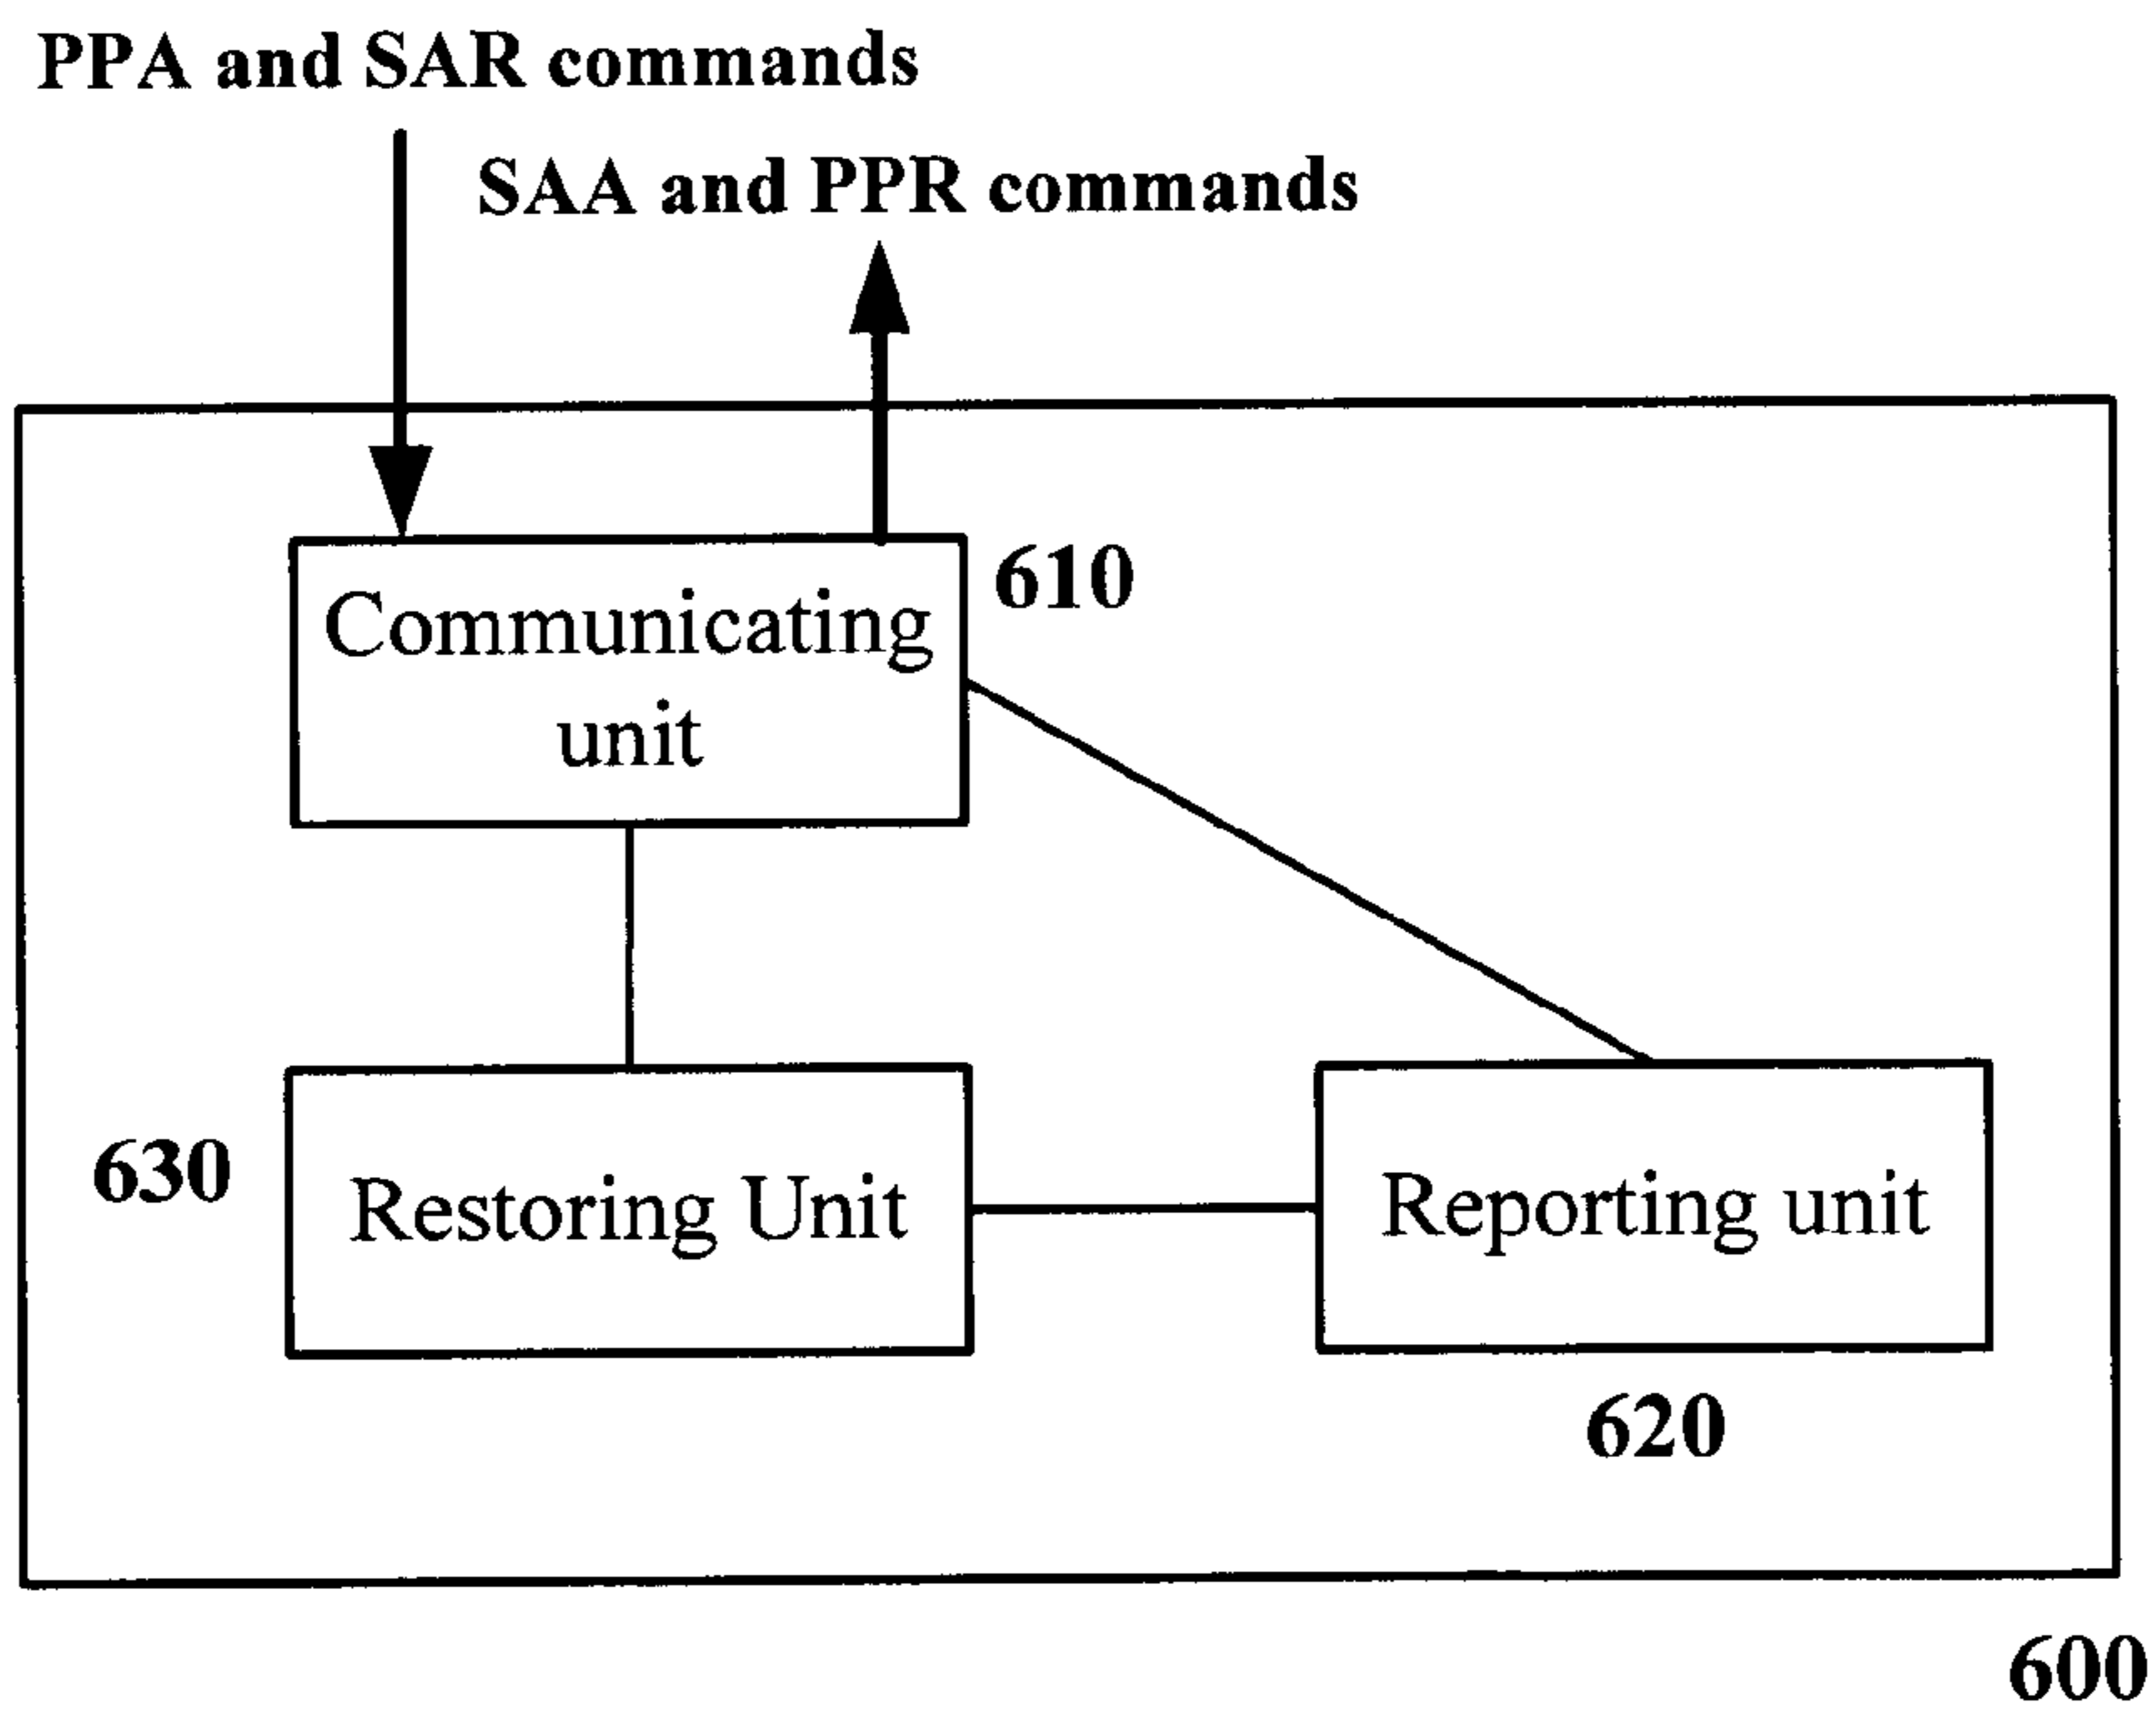 PPA and SAR commands
SAA and PPR commands
610
Communicating
unit
630
Restoring Unit
Reporting unit
620
600